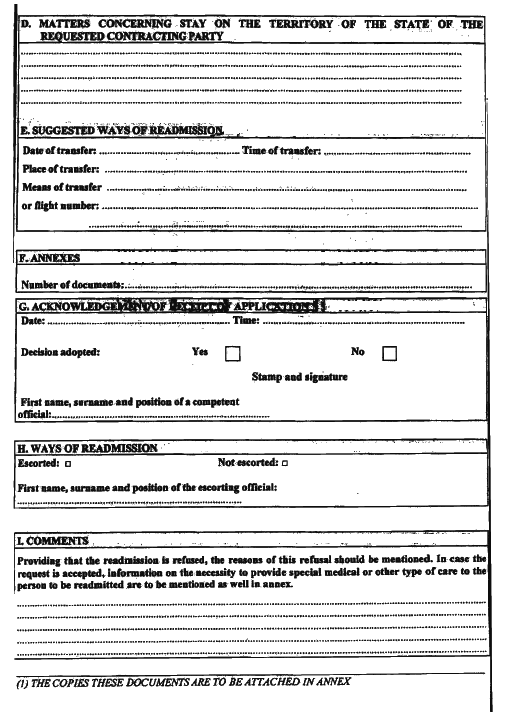 D. MATTERS CONCERNING STAY ON THE TERRITORY OF THE STATE OF THE
REQUESTED CONTRACTING PARTY
E. SUGGESTED WAYS OF READMISSION
Date of transfer: ........................ Time of transfer: ........................
Place of transfer: ........................
Means of transfer ........................
or flight number: ........................
........................
F. ANNEXES
Number of documents: ........................
G. ACKNOWLEDGEMENT OF RECEIPT OF APPLICATION
Date: ........................ Time: ........................
Decision adopted: Yes ☐ No ☐
Stamp and signature
First name, surname and position of a competent
official: ........................
H. WAYS OF READMISSION
Escorted: □ Not escorted: □
First name, surname and position of the escorting official:
........................
I. COMMENTS
Providing that the readmission is refused, the reasons of this refusal should be mentioned. In case the
request is accepted, information on the necessity to provide special medical or other type of care to the
person to be readmitted are to be mentioned as well in annex.
(1) THE COPIES THESE DOCUMENTS ARE TO BE ATTACHED IN ANNEX